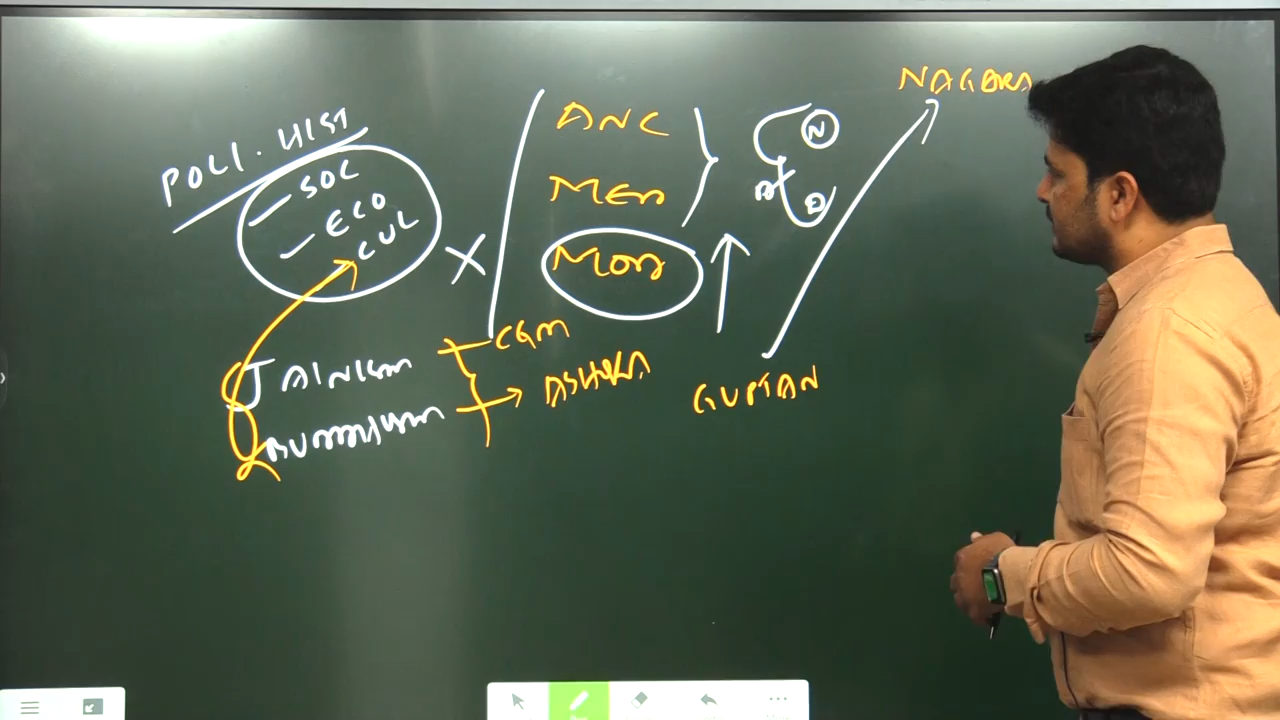 POLI. HIST
- SOC
- ECO
CUL
ANC
MED
MOD
N
NAGARA
JAINISM
CGM
BUDDHISM
ASHOKA
GUPTAN